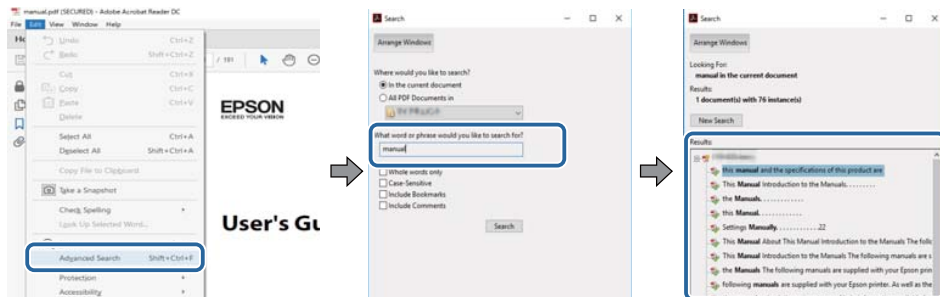 manual.pdf (SECURED) - Adobe Acrobat Reader DC
File Edit View Window Help
Undo Ctrl+Z
Redo Shift+Ctrl+Z
Cut Ctrl+X
Copy Ctrl+C
Paste Ctrl+V
Delete
Select All Ctrl+A
Deselect All Shift+Ctrl+A
Copy File to Clipboard
Take a Snapshot
Check Spelling
Look Up Selected Word...
Advanced Search Shift+Ctrl+F
Protection
Accessibility
/ 191
EPSON
EXCEED YOUR VISION
User's Gu
Search
Arrange Windows
Where would you like to search?
In the current document
All PDF Documents in
What word or phrase would you like to search for?
manual
Whole words only
Case-Sensitive
Include Bookmarks
Include Comments
Search
Search
Arrange Windows
Looking For:
manual in the current document
Results:
1 document(s) with 76 instance(s)
New Search
Results
this manual and the specifications of this product are
This Manual Introduction to the Manuals. . . . . . . . .
the Manuals. . . . . . . . . . . . .
this Manual. . . . . . . . . . . . .
Settings Manually. . . . . . . . . . . . .22
This Manual About This Manual Introduction to the Manuals The follo
This Manual Introduction to the Manuals The following manuals are s
the Manuals The following manuals are supplied with your Epson prin
following manuals are supplied with your Epson printer. As well as the